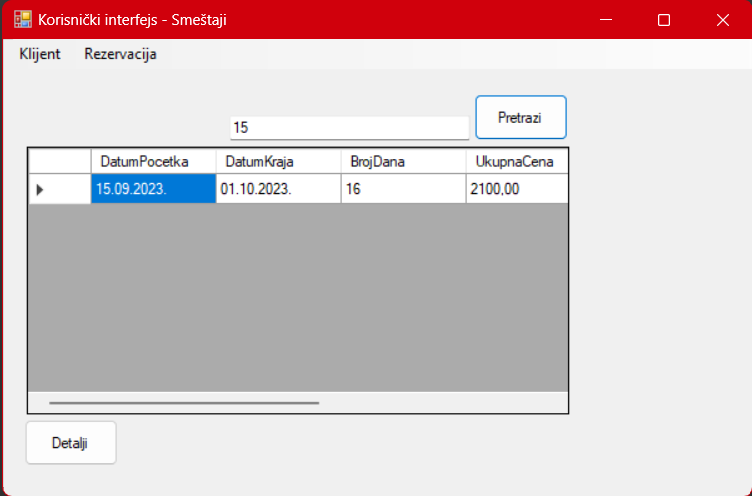 Korisnički interfejs - Smeštaji
Klijent Rezervacija
Pretrazi
15
DatumPocetka DatumKraja BrojDana UkupnaCena
15.09.2023. 01.10.2023. 16 2100,00
Detalji